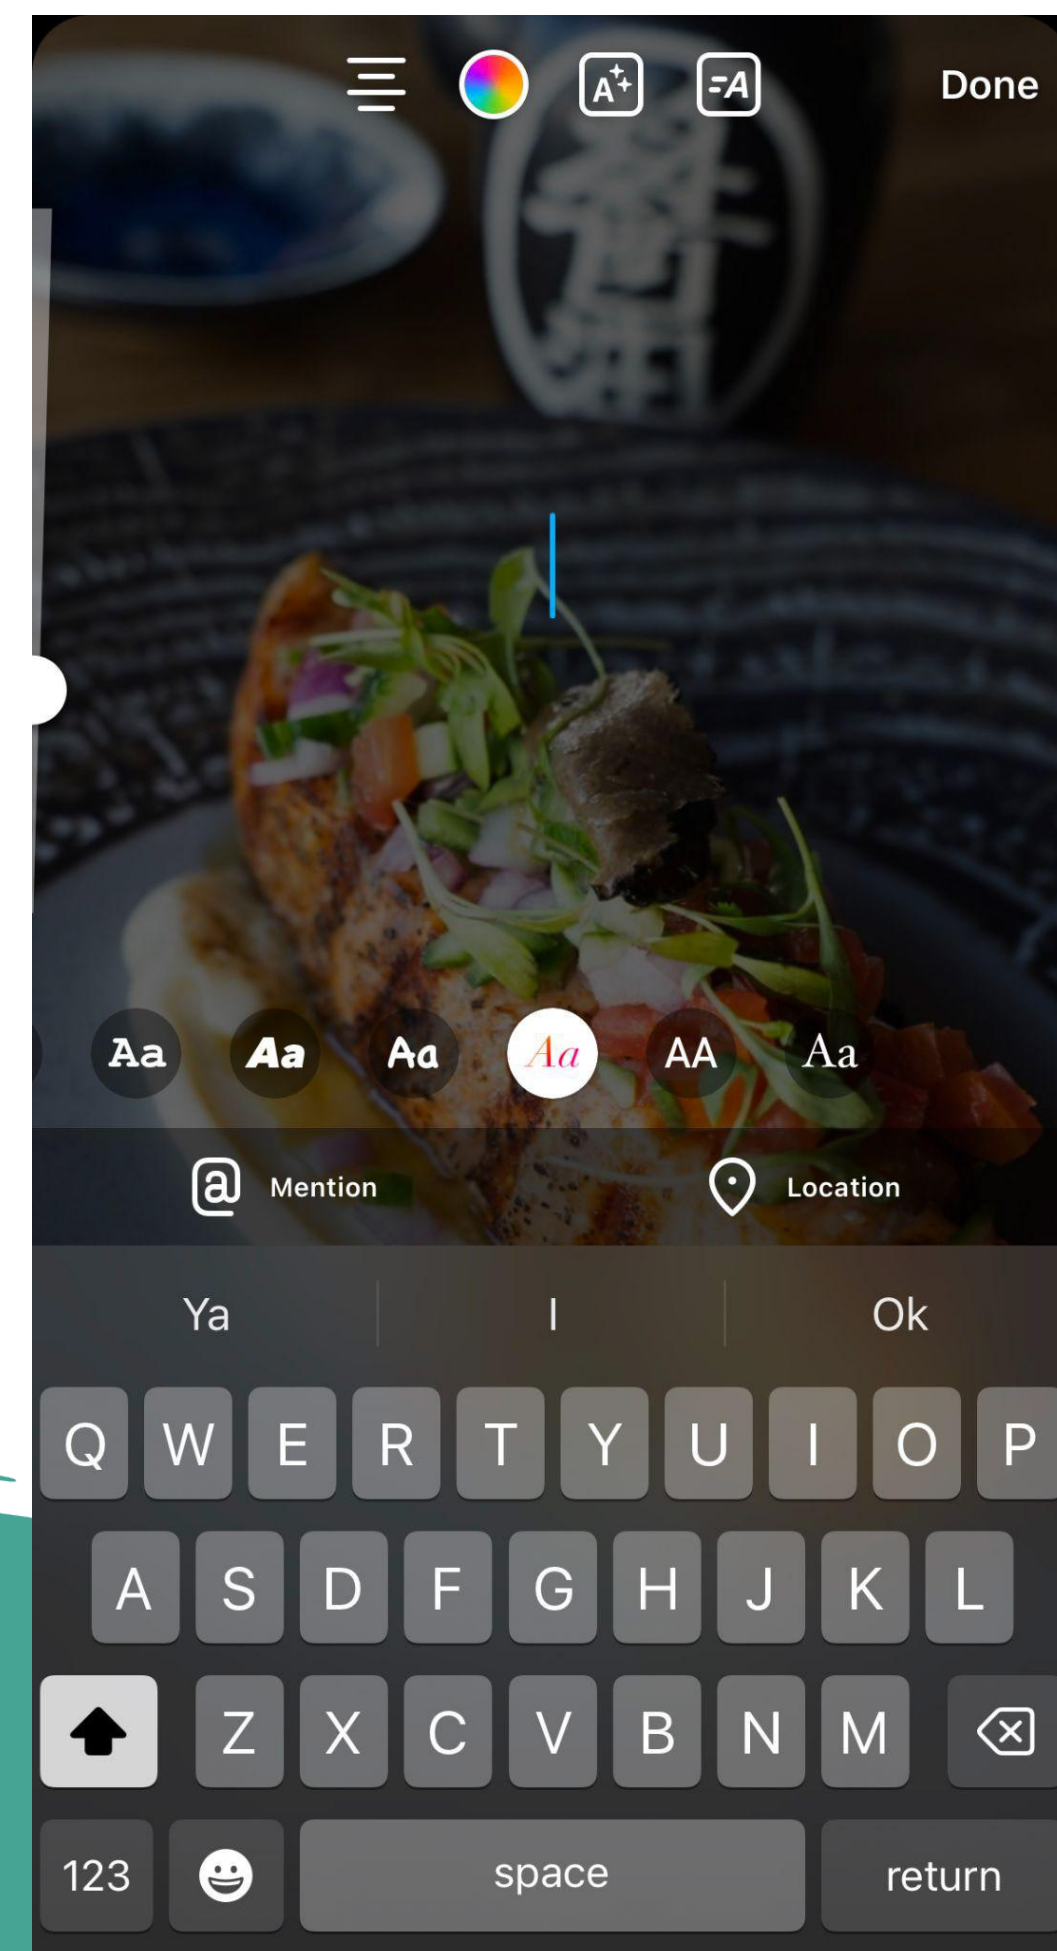 Done
Aa Aa Aa Aa AA Aa
Mention Location
Ya I Ok
Q W E R T Y U I O P
A S D F G H J K L
Z X C V B N M
123 space return